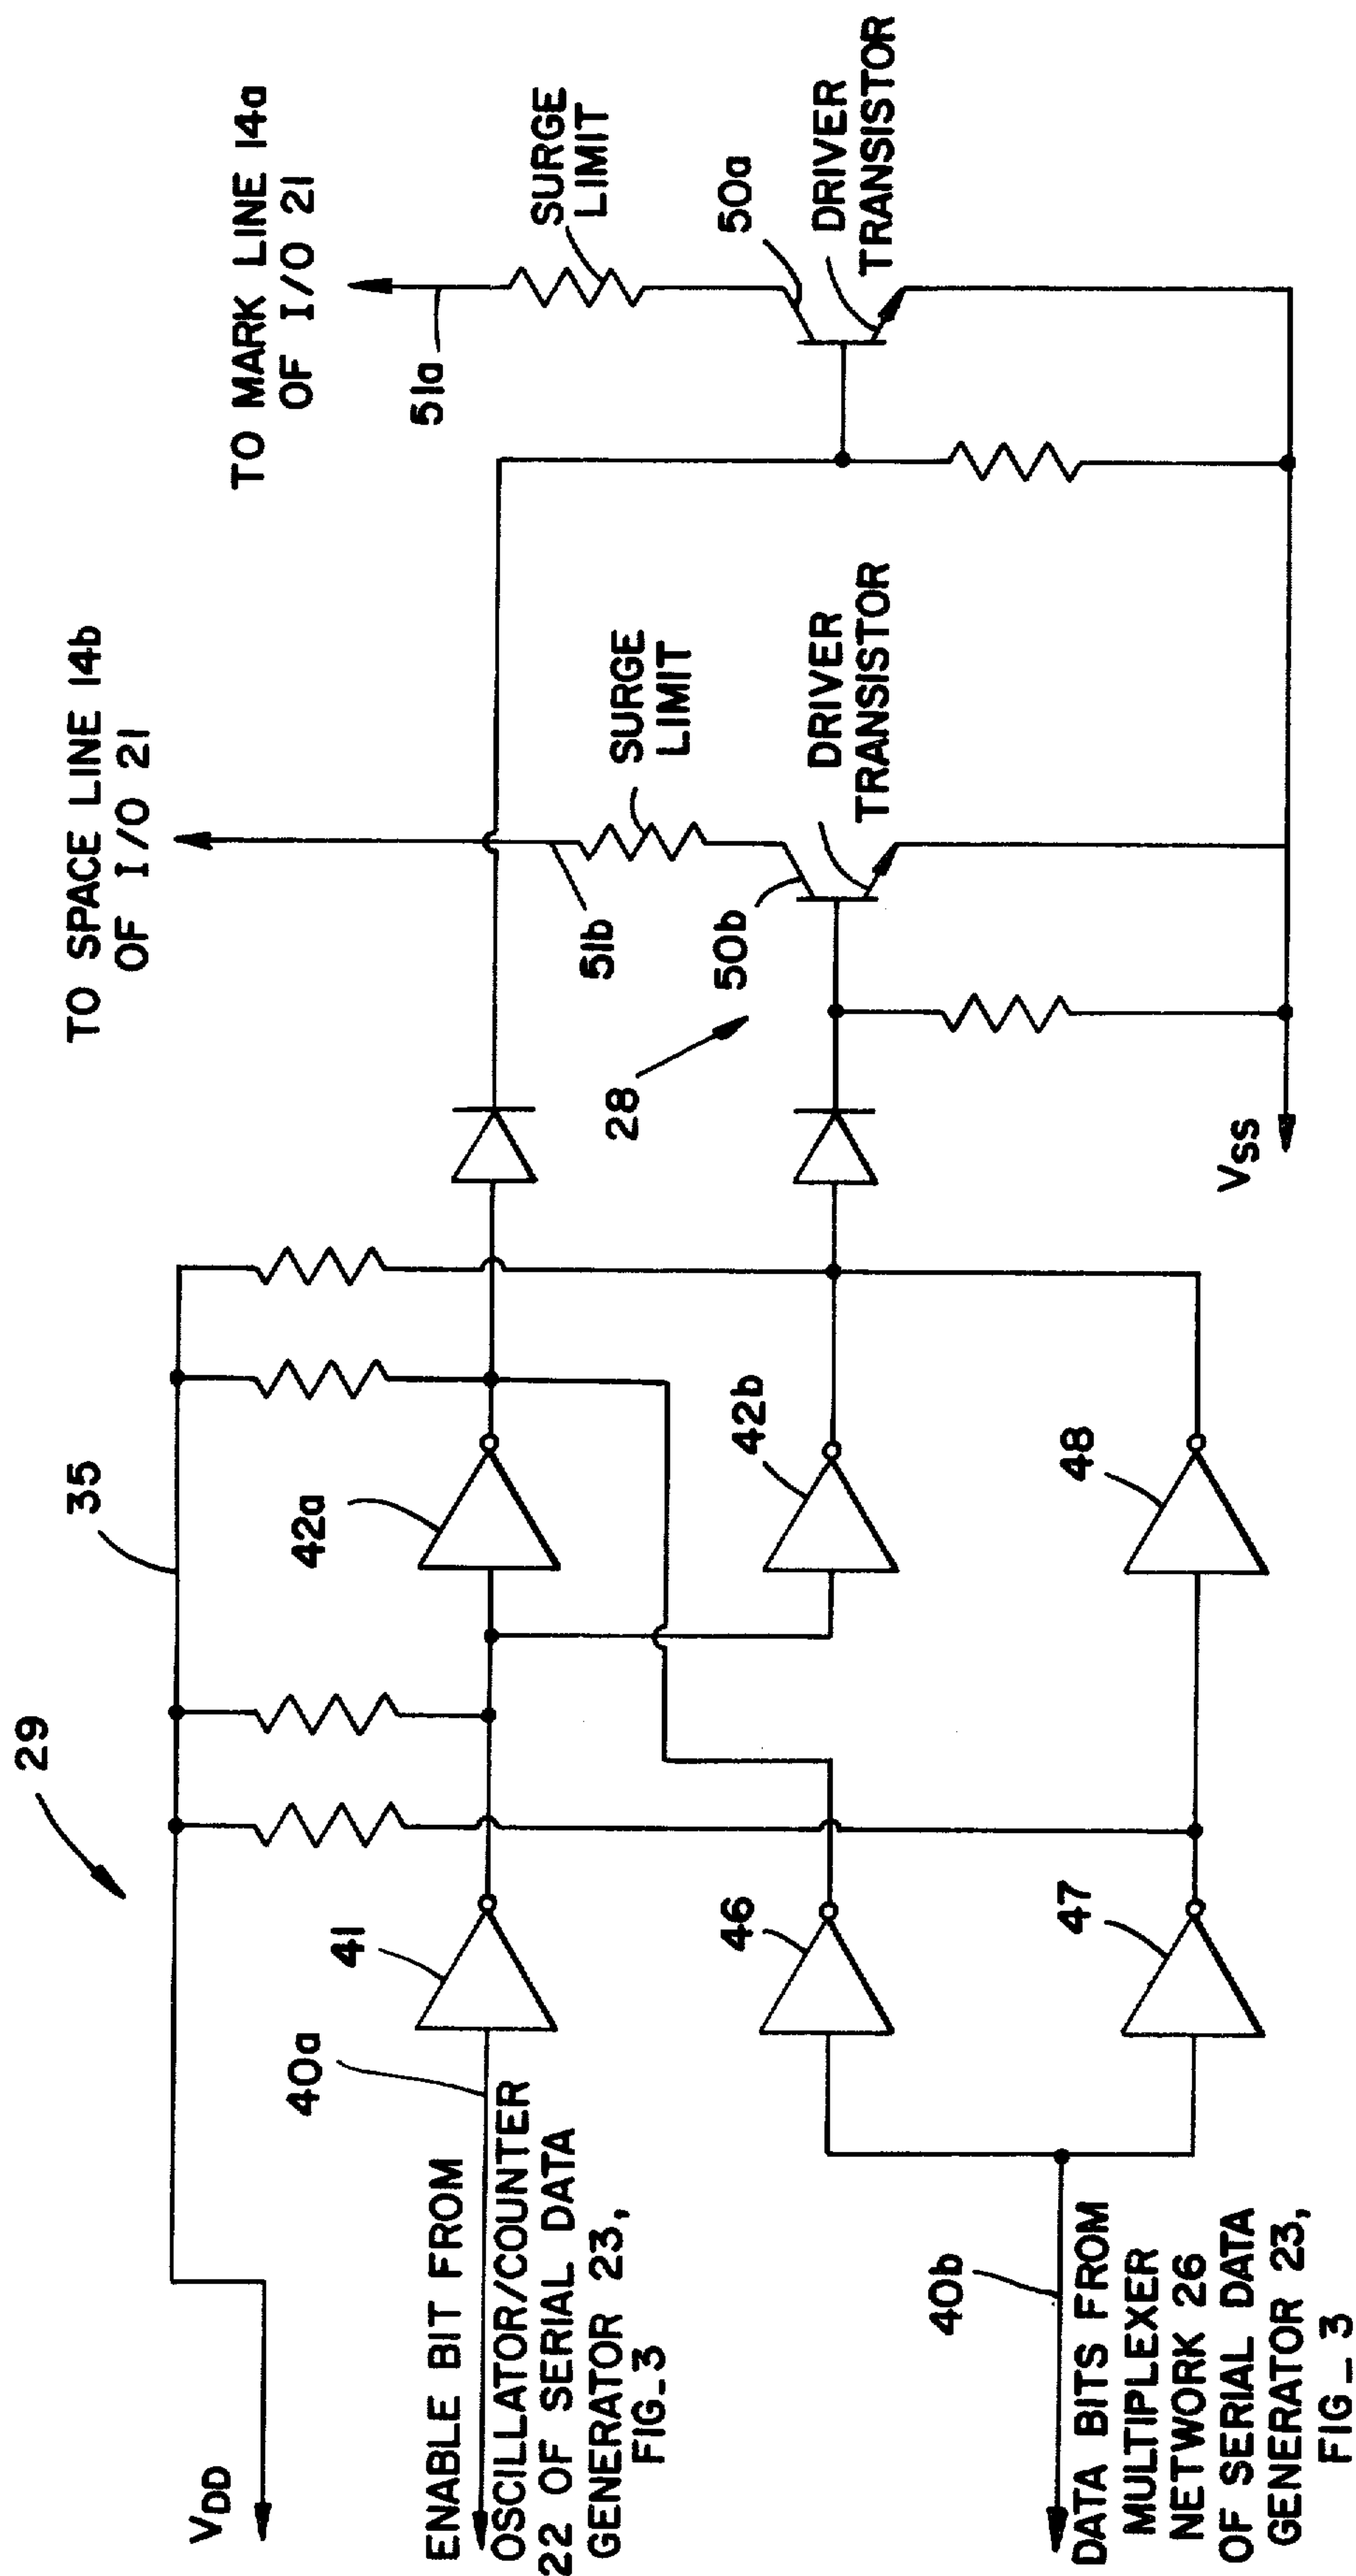 29
35
V_DD
40a
41
42a
ENABLE BIT FROM
OSCILLATOR/COUNTER
22 OF SERIAL DATA
GENERATOR 23,
FIG_3
40b
46
47
42b
48
DATA BITS FROM
MULTIPLEXER
NETWORK 26
OF SERIAL DATA
GENERATOR 23,
FIG_3
TO SPACE LINE 14b
OF I/O 21
51b
SURGE
LIMIT
28
50b
DRIVER
TRANSISTOR
V_SS
TO MARK LINE 14a
OF I/O 21
51a
SURGE
LIMIT
50a
DRIVER
TRANSISTOR